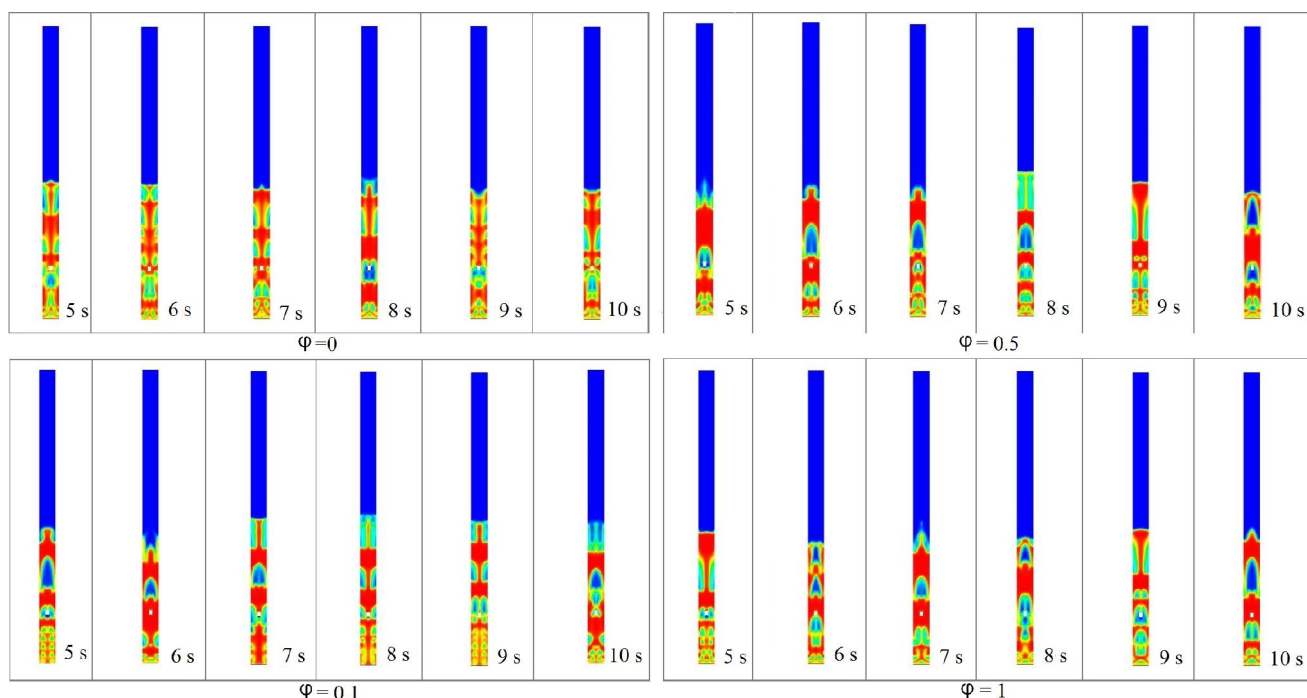 5 s 6 s 7 s 8 s 9 s 10 s
φ =0
5 s 6 s 7 s 8 s 9 s 10 s
φ = 0.5
5 s 6 s 7 s 8 s 9 s 10 s
φ = 0 1
5 s 6 s 7 s 8 s 9 s 10 s
φ = 1